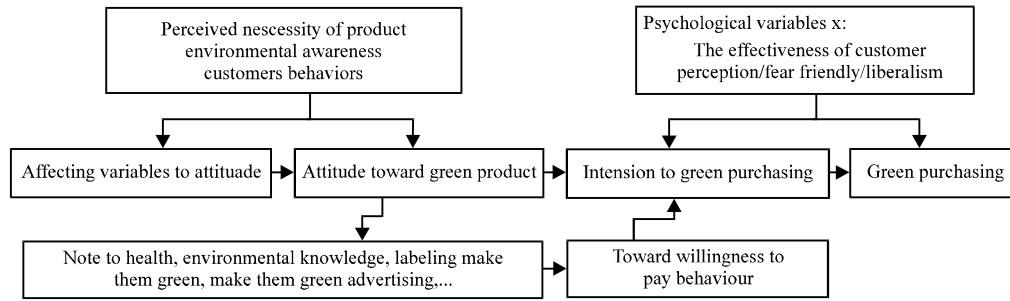 Perceived nescessity of product
environmental awareness
customers behaviors
Psychological variables x:
The effectiveness of customer
perception/fear friendly/liberalism
Affecting variables to attituade
Attitude toward green product
Intension to green purchasing
Green purchasing
Note to health, environmental knowledge, labeling make
them green, make them green advertising,...
Toward willingness to
pay behaviour